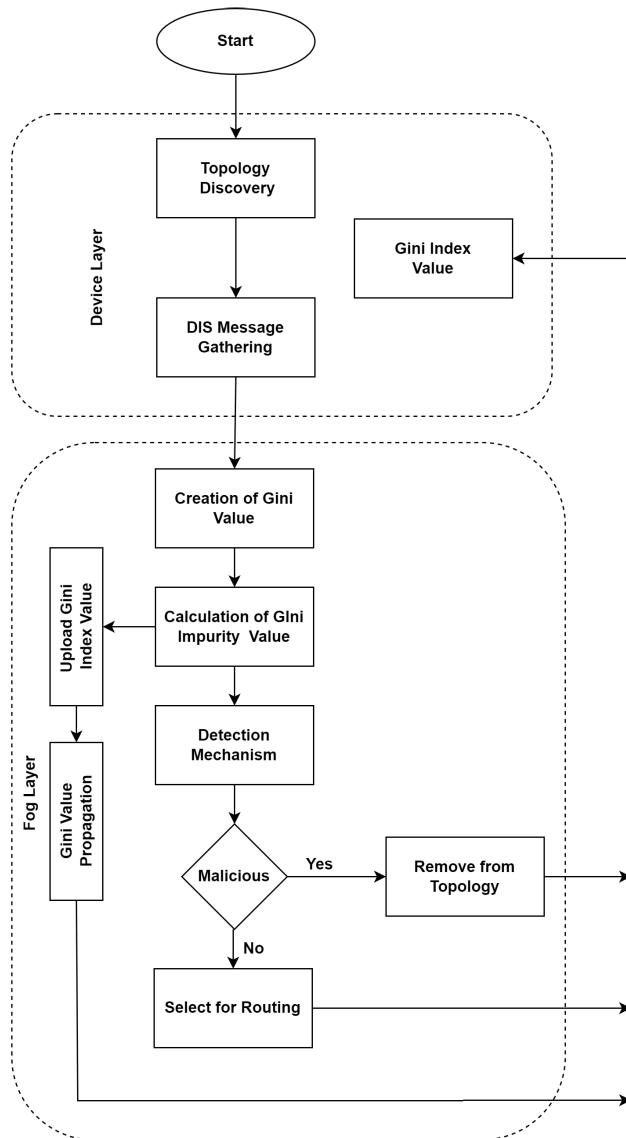 Start
Topology
Discovery
Gini Index
Value
Device Layer
DIS Message
Gathering
Creation of Gini
Value
Upload Gini
Index Value
Calculation of GIni
Impurity Value
Detection
Mechanism
Fog Layer
Gini Value
Propagation
Malicious
Yes
Remove from
Topology
No
Select for Routing